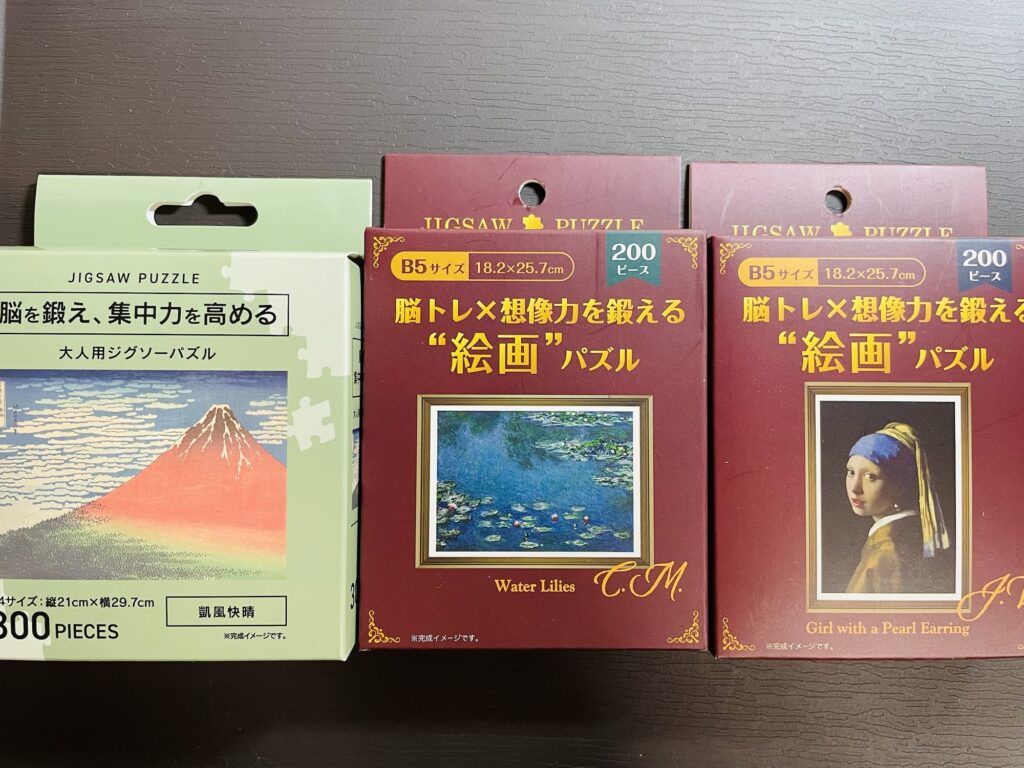 JIGSAW PUZZLE
脳を鍛え、集中力を高める
大人用ジグソーパズル
4サイズ:縦21cm×横29.7cm
300 PIECES
凱風快晴
※完成イメージです。
JIGSAW PUZZLE
B5サイズ 18.2×25.7cm
200
ピース
脳トレ×想像力を鍛える
“絵画”パズル
Water Lilies
C.M.
※完成イメージです。
JIGSAW PUZZLE
B5サイズ 18.2×25.7cm
200
ピース
脳トレ×想像力を鍛える
“絵画”パズル
J.V
Girl with a Pearl Earring
※完成イメージです。